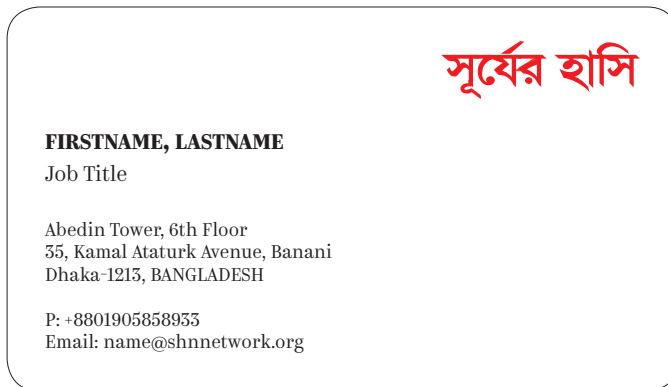 সূর্যের হাসি
FIRSTNAME, LASTNAME
Job Title
Abedin Tower, 6th Floor
35, Kamal Ataturk Avenue, Banani
Dhaka-1213, BANGLADESH
P: +8801905858933
Email: name@shnnetwork.org